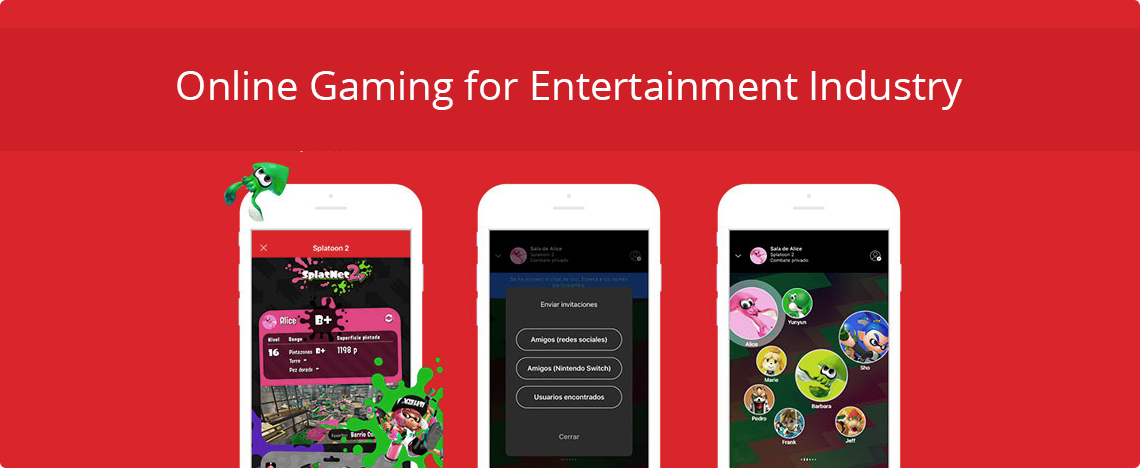 Online Gaming for Entertainment Industry
Splatoon 2
SplatNet 2
Alice
B+
Nivel
Rango
Superficie pintada
16
Pintazones B+
1198 p
Torre -
Pez dorado -
Favoritos
Barrio Co
Sala de Alice
Splatoon 2
Combate privado
Enviar invitaciones
Amigos (redes sociales)
Amigos (Nintendo Switch)
Usuarios encontrados
Cerrar
Sala de Alice
Splatoon 2
Combate privado
Yunyun
Alice
Sho
Marie
Barbara
Pedro
Frank
Jeff